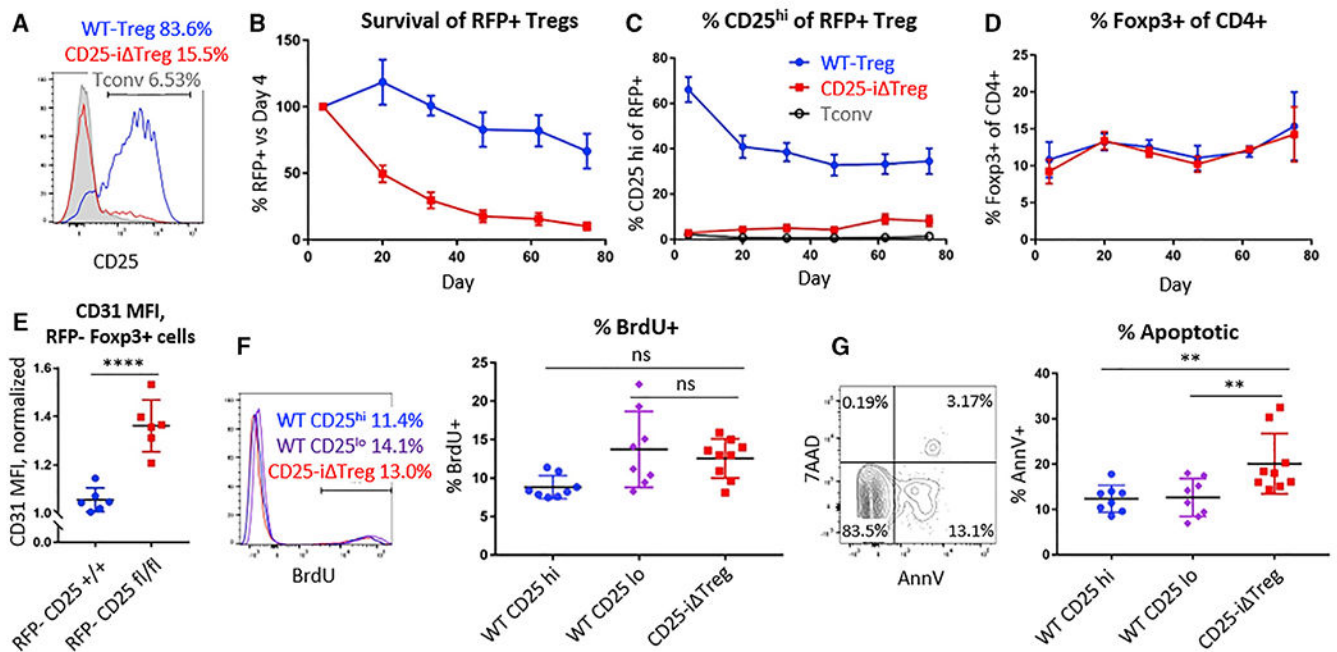 A
WT-Treg 83.6%
CD25-iΔTreg 15.5%
Tconv 6.53%
CD25
B
Survival of RFP+ Tregs
% RFP+ vs Day 4
150
100
50
0
0 20 40 60 80
Day
C
% CD25hi of RFP+ Treg
% CD25 hi of RFP+
80
60
40
20
0
WT-Treg
CD25-iΔTreg
Tconv
0 20 40 60 80
Day
D
% Foxp3+ of CD4+
% Foxp3+ of CD4+
25
20
15
10
5
0
0 20 40 60 80
Day
E
CD31 MFI,
RFP- Foxp3+ cells
CD31 MFI, normalized
1.6
1.4
1.2
1.0
0.0
****
RFP- CD25 +/+
RFP- CD25 fl/fl
F
WT CD25hi 11.4%
WT CD25lo 14.1%
CD25-iΔTreg 13.0%
BrdU
% BrdU+
% BrdU+
25
20
15
10
5
0
ns
ns
WT CD25 hi
WT CD25 lo
CD25-iΔTreg
G
7AAD
0.19%
3.17%
83.5%
13.1%
AnnV
% Apoptotic
% AnnV+
40
30
20
10
0
**
**
WT CD25 hi
WT CD25 lo
CD25-iΔTreg